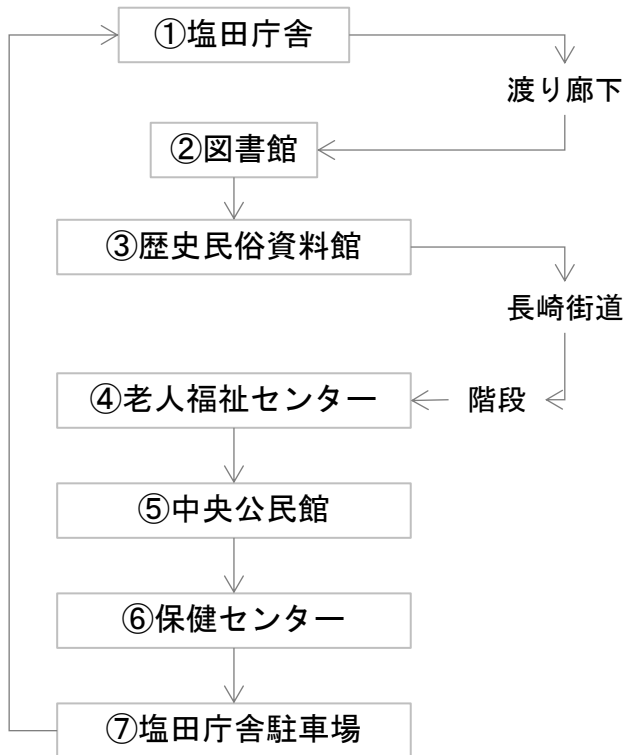 ①塩田庁舎
渡り廊下
②図書館
③歴史民俗資料館
長崎街道
④老人福祉センター
階段
⑤中央公民館
⑥保健センター
⑦塩田庁舎駐車場